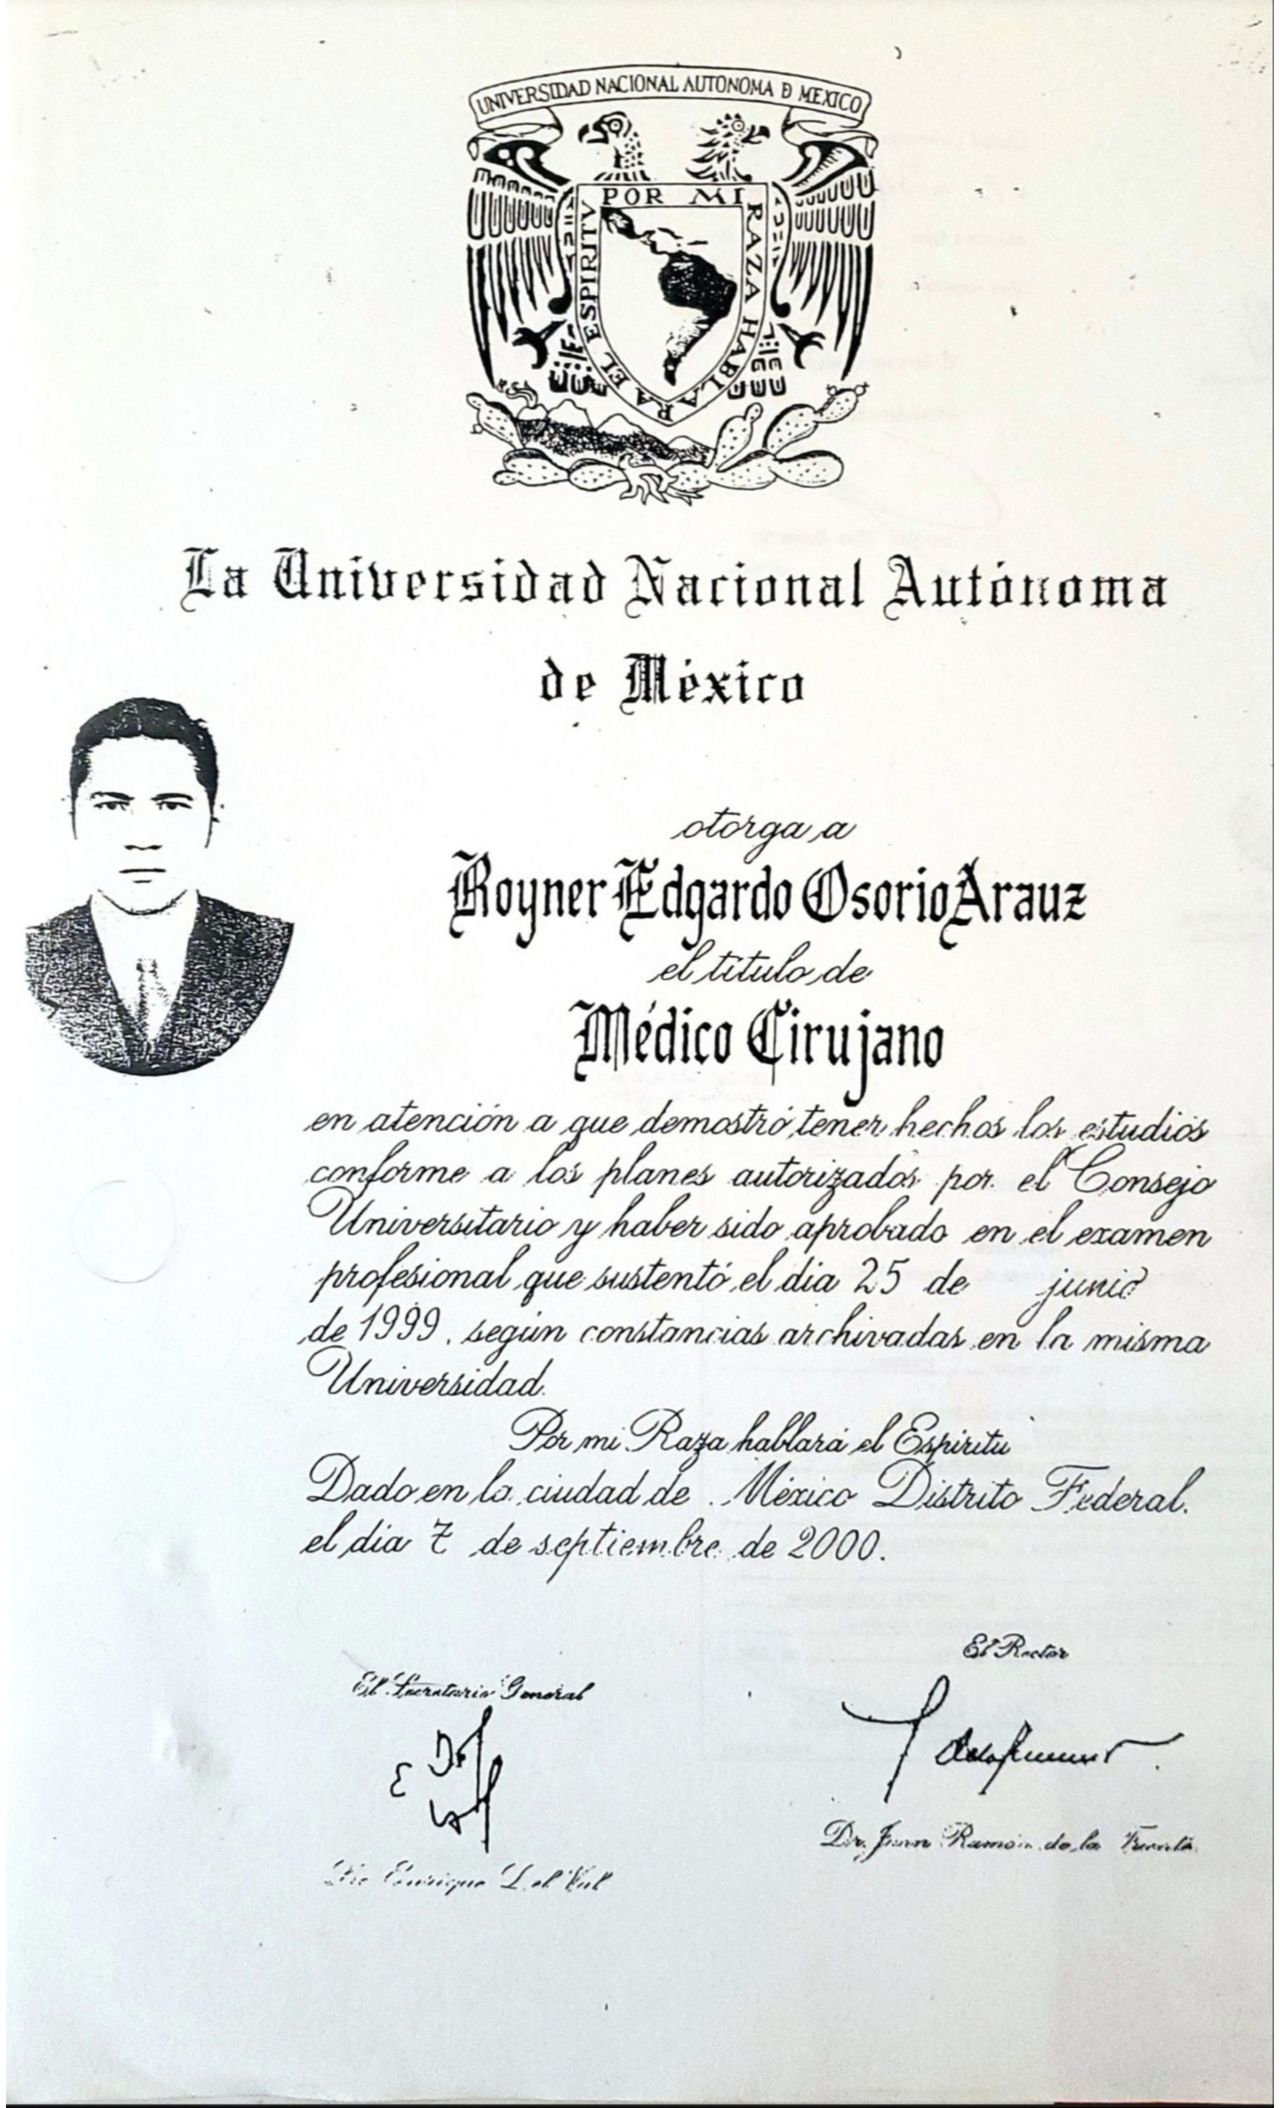 UNIVERSIDAD NACIONAL AUTONOMA D MEXICO
POR MI RAZA HABLARA EL ESPIRITV
La Universidad Nacional Autónoma
de México
otorga a
Royner Edgardo Osorio Arauz
el título de
Médico Cirujano
en atención a que demostró tener hechos los estudios
conforme a los planes autorizados por el Consejo
Universitario y haber sido aprobado en el examen
profesional que sustentó el día 25 de junio
de 1999, según constancias archivadas en la misma
Universidad.
Por mi Raza hablará el Espíritu
Dado en la ciudad de México Distrito Federal.
el día 7 de septiembre de 2000.
El Rector
El Secretario General
Dr. Juan Ramón de la Fuente
Lic Enrique Del Val